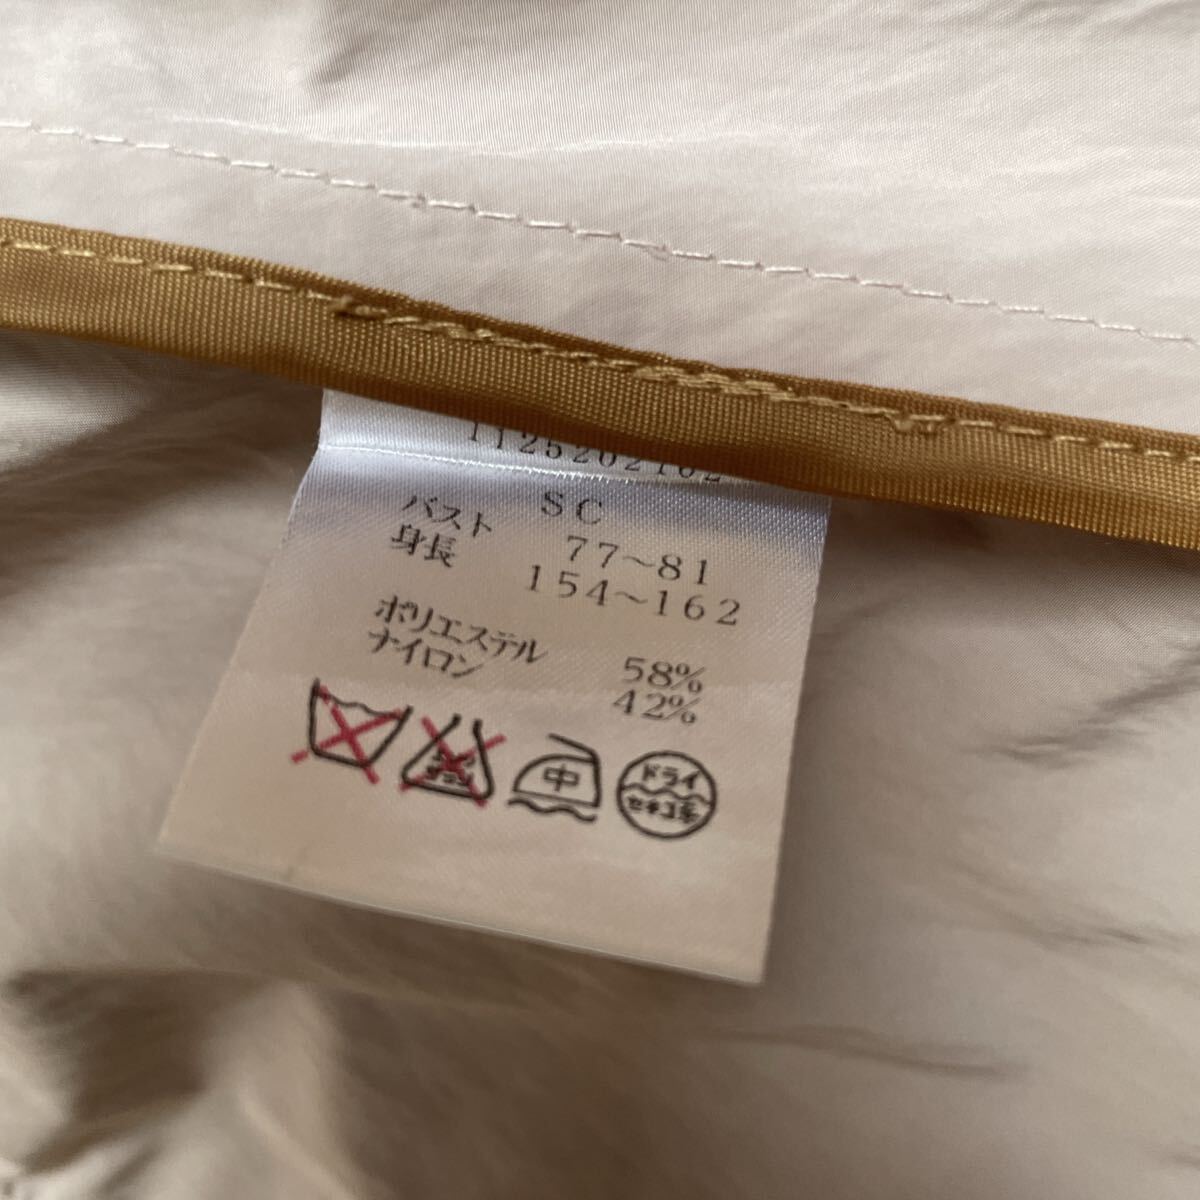 1125202102
SC
バスト 77～81
身長 154～162
ポリエステル 58%
ナイロン 42%
中
ドライ
セキユ系